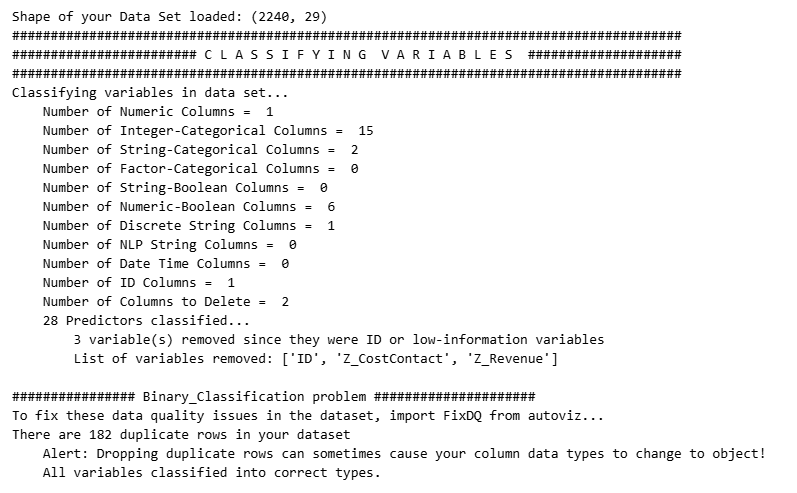 Shape of your Data Set loaded: (2240, 29)
#######################################################################################
######################## C L A S S I F Y I N G  V A R I A B L E S  ####################
#######################################################################################
Classifying variables in data set...
    Number of Numeric Columns =  1
    Number of Integer-Categorical Columns =  15
    Number of String-Categorical Columns =  2
    Number of Factor-Categorical Columns =  0
    Number of String-Boolean Columns =  0
    Number of Numeric-Boolean Columns =  6
    Number of Discrete String Columns =  1
    Number of NLP String Columns =  0
    Number of Date Time Columns =  0
    Number of ID Columns =  1
    Number of Columns to Delete =  2
    28 Predictors classified...
        3 variable(s) removed since they were ID or low-information variables
        List of variables removed: ['ID', 'Z_CostContact', 'Z_Revenue']

################ Binary_Classification problem #####################
To fix these data quality issues in the dataset, import FixDQ from autoviz...
There are 182 duplicate rows in your dataset
    Alert: Dropping duplicate rows can sometimes cause your column data types to change to object!
    All variables classified into correct types.